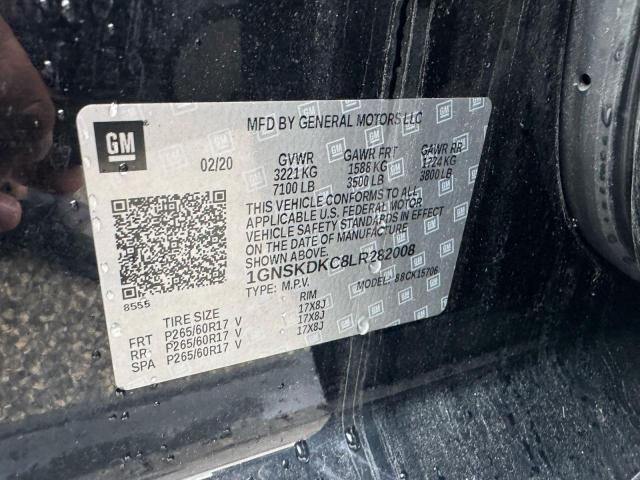 GM
MFD BY GENERAL MOTORS LLC
02/20 GVWR GAWR FRT GAWR RR
3221 KG 1588 KG 1724 KG
7100 LB 3500 LB 3800 LB
THIS VEHICLE CONFORMS TO ALL
APPLICABLE U.S. FEDERAL MOTOR
VEHICLE SAFETY STANDARDS IN EFFECT
ON THE DATE OF MANUFACTURE
SHOWN ABOVE.
1GNSKDKC8LR282008
TYPE: M.P.V. MODEL: 88CK15706
8555
TIRE SIZE RIM
FRT P265/60R17 V 17X8J
RR P265/60R17 V 17X8J
SPA P265/60R17 V 17X8J